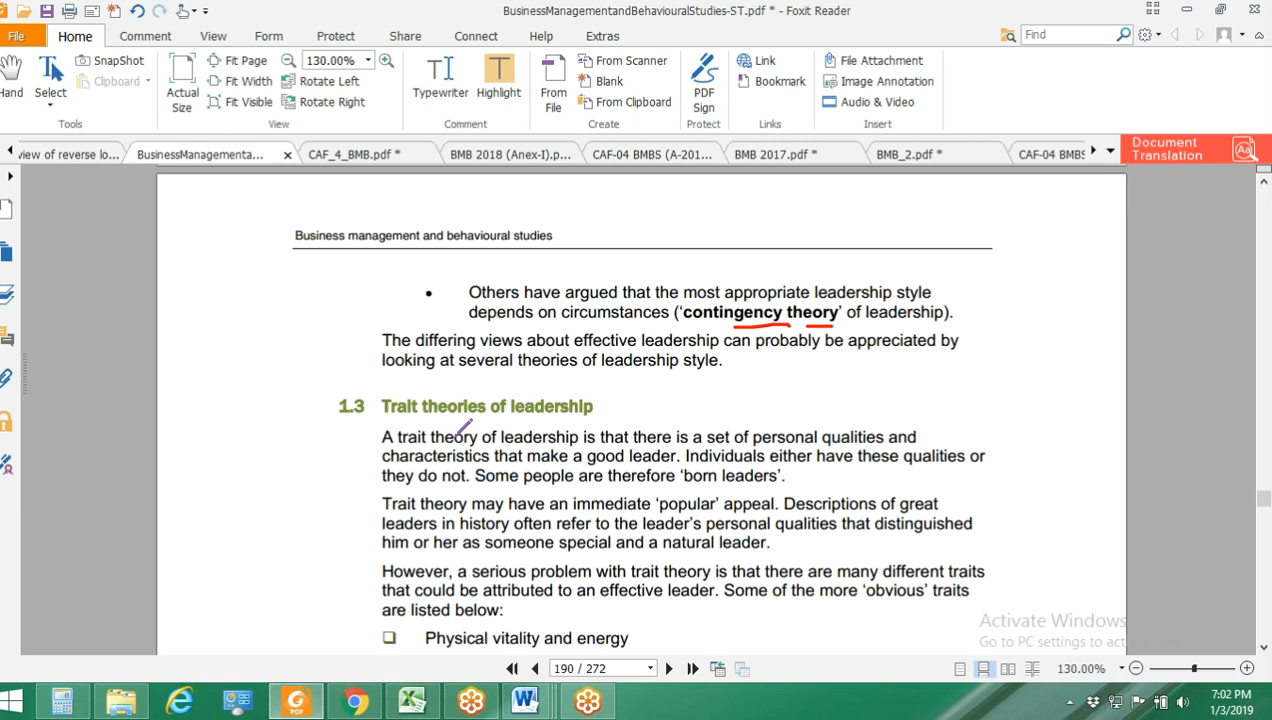 BusinessManagementandBehaviouralStudies-ST.pdf * - Foxit Reader
File Home Comment View Form Protect Share Connect Help Extras Find
Hand
Select
SnapShot
Clipboard
Tools
Actual Size
Fit Page
Fit Width
Fit Visible
130.00%
Rotate Left
Rotate Right
View
Typewriter
Highlight
Comment
From File
From Scanner
Blank
From Clipboard
Create
PDF Sign
Protect
Link
Bookmark
Links
File Attachment
Image Annotation
Audio & Video
Insert
view of reverse lo... BusinessManagementa... CAF_4_BMB.pdf * BMB 2018 (Anex-I).p... CAF-04 BMBS (A-201... BMB 2017.pdf * BMB_2.pdf * CAF-04 BMBS
Document Translation
Business management and behavioural studies
• Others have argued that the most appropriate leadership style
depends on circumstances (‘contingency theory’ of leadership).
The differing views about effective leadership can probably be appreciated by
looking at several theories of leadership style.
1.3 Trait theories of leadership
A trait theory of leadership is that there is a set of personal qualities and
characteristics that make a good leader. Individuals either have these qualities or
they do not. Some people are therefore ‘born leaders’.
Trait theory may have an immediate ‘popular’ appeal. Descriptions of great
leaders in history often refer to the leader’s personal qualities that distinguished
him or her as someone special and a natural leader.
However, a serious problem with trait theory is that there are many different traits
that could be attributed to an effective leader. Some of the more ‘obvious’ traits
are listed below:
❑ Physical vitality and energy
Activate Windows
Go to PC settings to act
190 / 272
130.00%
7:02 PM
1/3/2019